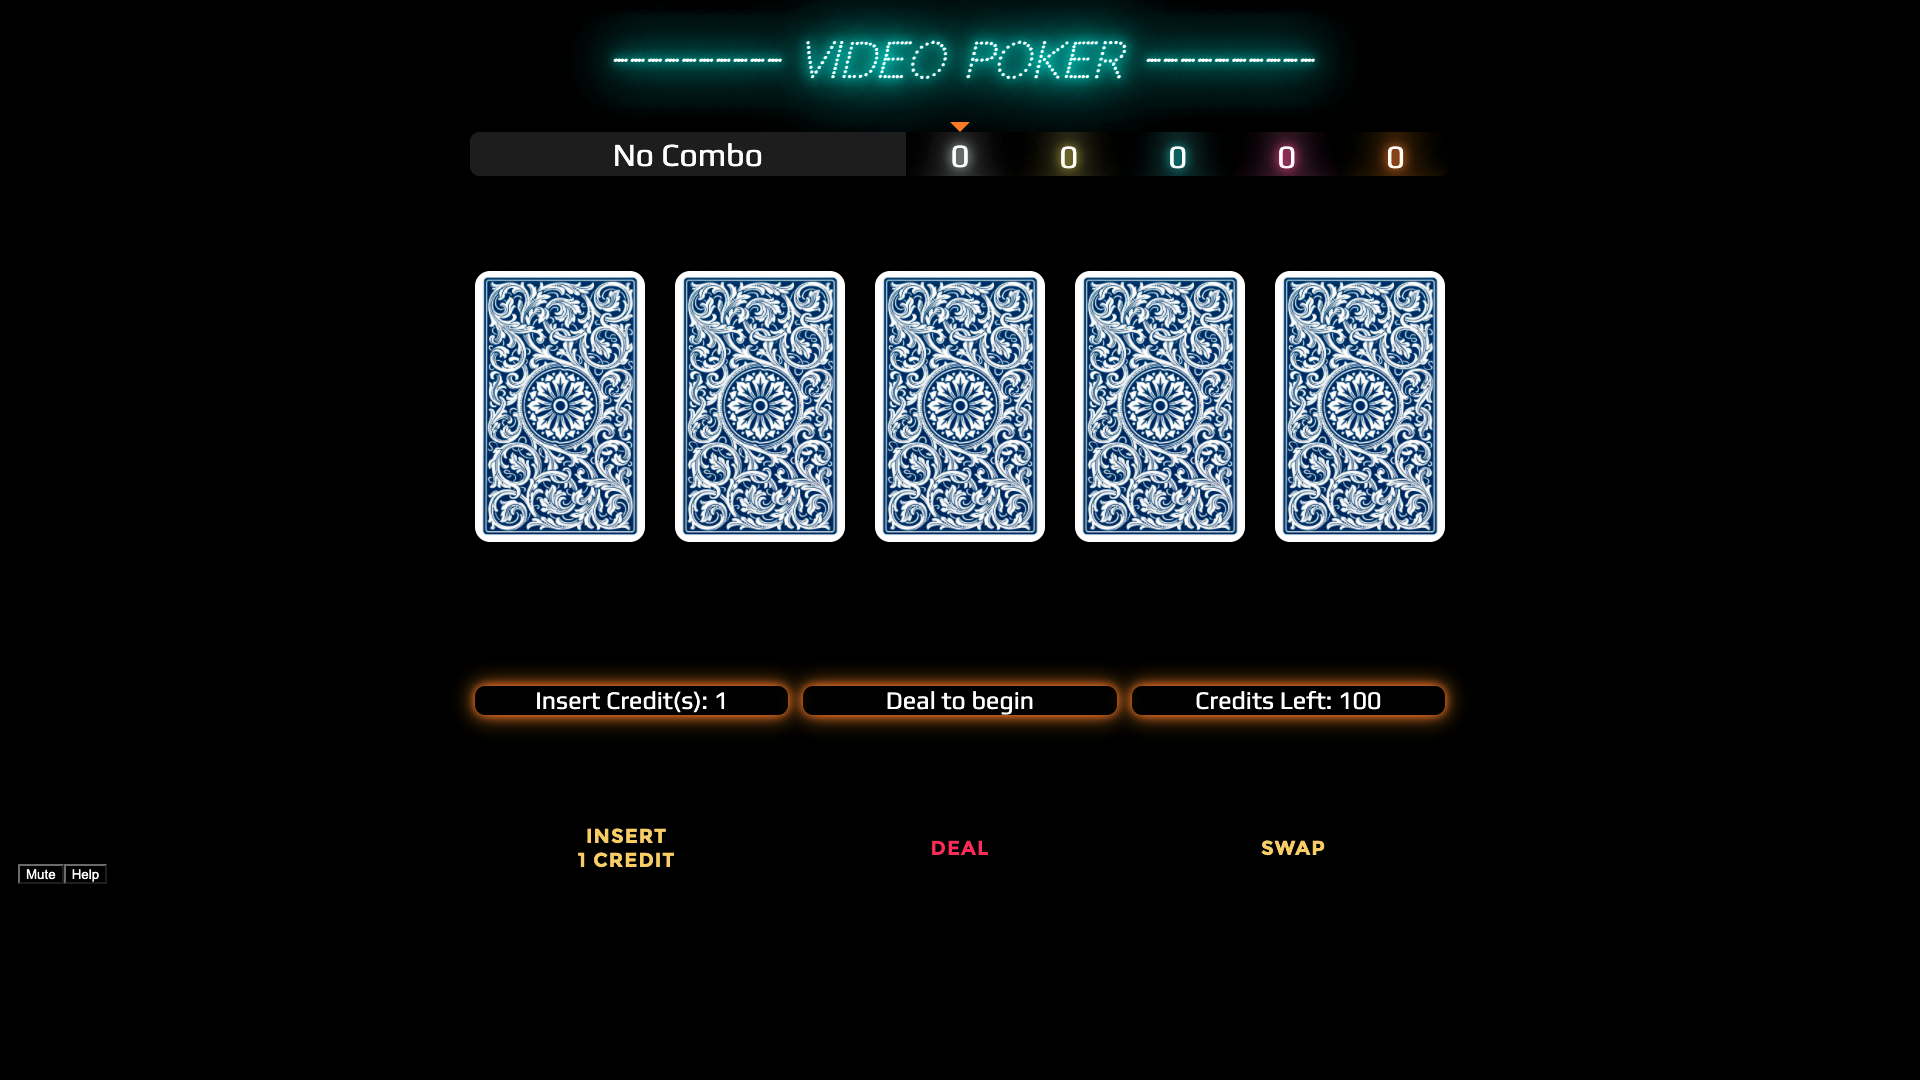 VIDEO POKER
No Combo 0 0 0 0 0
Insert Credit(s): 1 Deal to begin Credits Left: 100
INSERT
1 CREDIT
DEAL
SWAP
Mute Help